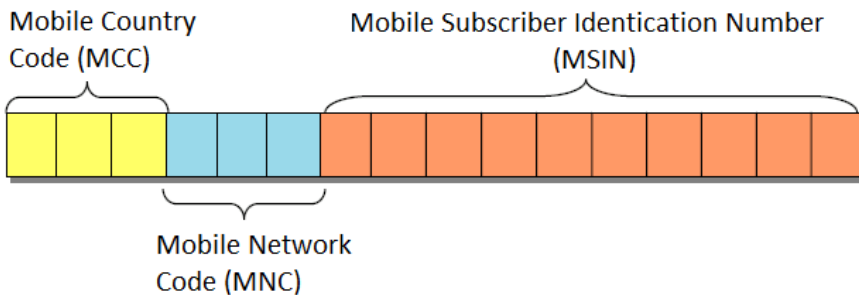 Mobile Country
Code (MCC)
Mobile Subscriber Identication Number
(MSIN)
Mobile Network
Code (MNC)